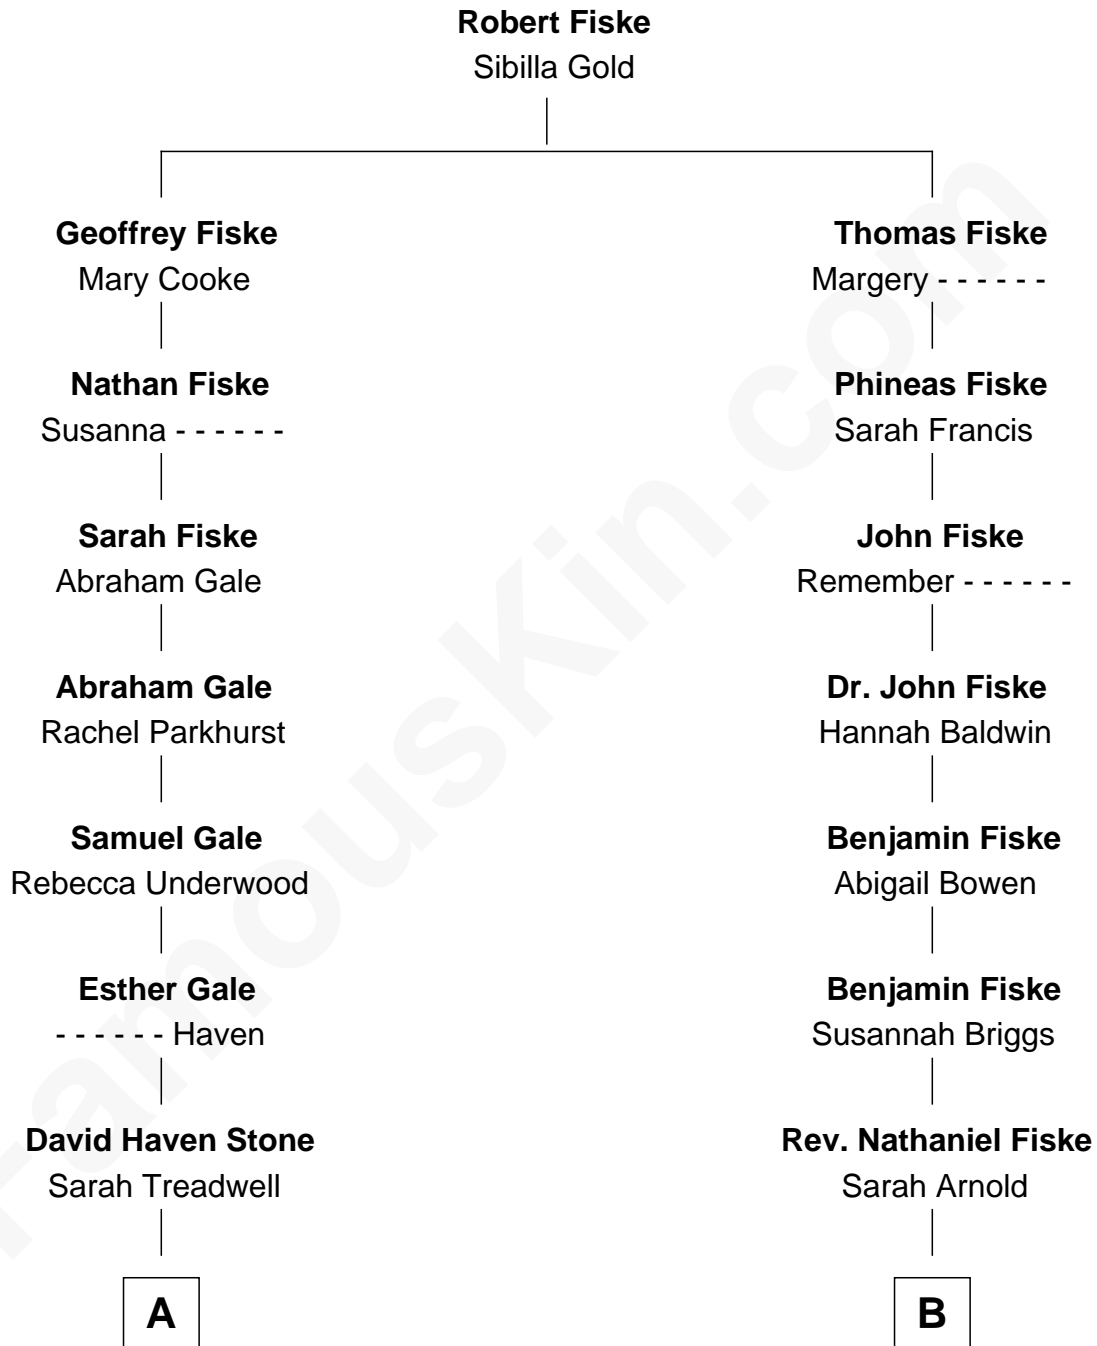 Robert Fiske
Sibilla Gold
Geoffrey Fiske
Mary Cooke
Thomas Fiske
Margery - - - - - -
Nathan Fiske
Susanna - - - - - -
Phineas Fiske
Sarah Francis
Sarah Fiske
Abraham Gale
John Fiske
Remember - - - - - -
Abraham Gale
Rachel Parkhurst
Dr. John Fiske
Hannah Baldwin
Samuel Gale
Rebecca Underwood
Benjamin Fiske
Abigail Bowen
Esther Gale
- - - - - - Haven
Benjamin Fiske
Susannah Briggs
David Haven Stone
Sarah Treadwell
Rev. Nathaniel Fiske
Sarah Arnold
A
B
FamousKin.com